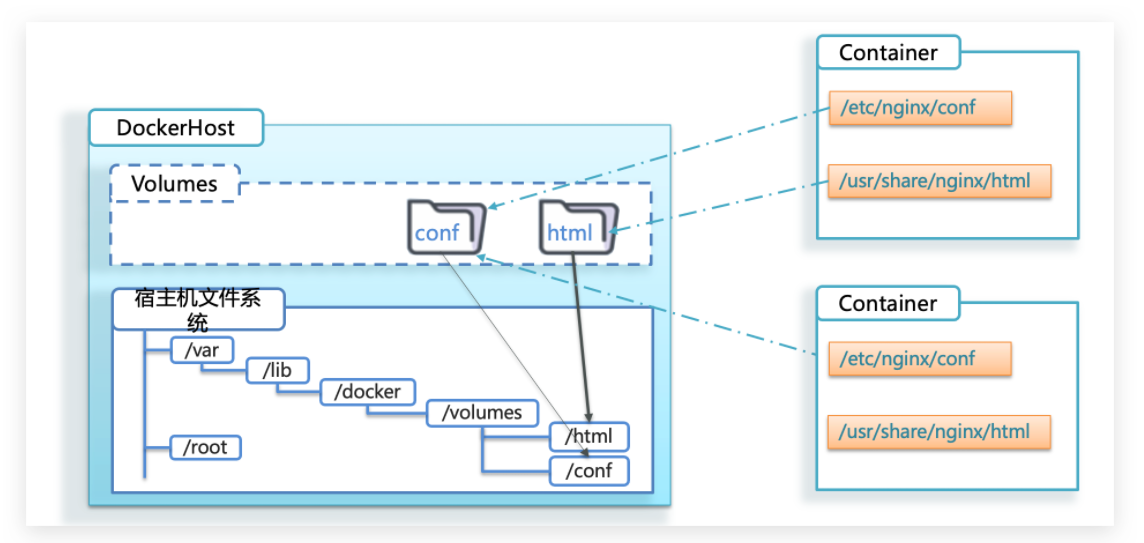 DockerHost
Volumes
conf
html
宿主机文件系
统
/var
/lib
/docker
/volumes
/html
/root
/conf
Container
/etc/nginx/conf
/usr/share/nginx/html
Container
/etc/nginx/conf
/usr/share/nginx/html